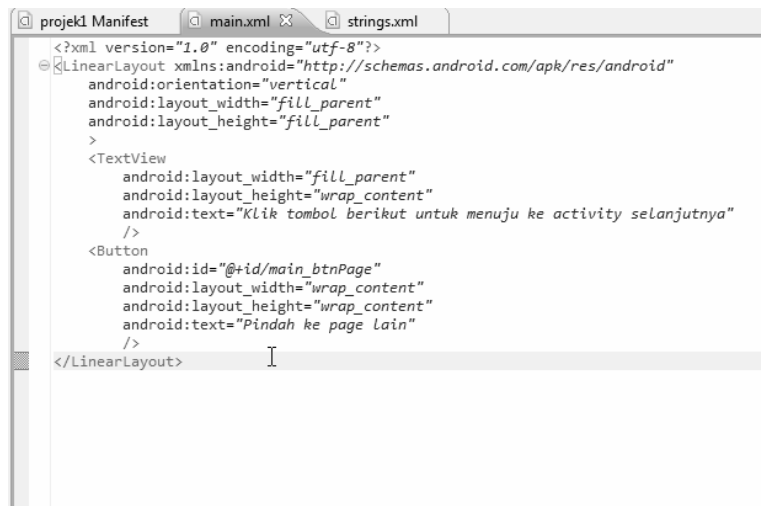 projek1 Manifest main.xml strings.xml
<?xml version="1.0" encoding="utf-8"?>
<LinearLayout xmlns:android="http://schemas.android.com/apk/res/android"
android:orientation="vertical"
android:layout_width="fill_parent"
android:layout_height="fill_parent"
>
<TextView
android:layout_width="fill_parent"
android:layout_height="wrap_content"
android:text="Klik tombol berikut untuk menuju ke activity selanjutnya"
/>
<Button
android:id="@+id/main_btnPage"
android:layout_width="wrap_content"
android:layout_height="wrap_content"
android:text="Pindah ke page lain"
/>
</LinearLayout>